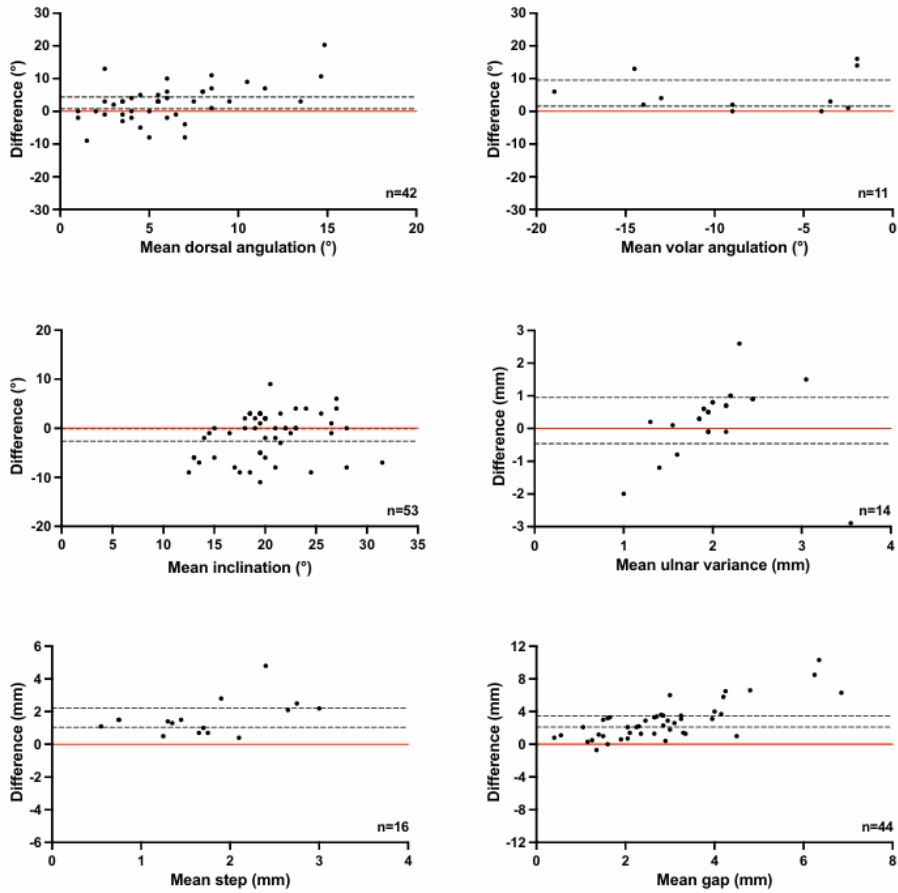 30
20
10
0
-10
-20
-30
Difference (°)
n=42
0 5 10 15 20
Mean dorsal angulation (°)
30
20
10
0
-10
-20
-30
Difference (°)
n=11
-20 -15 -10 -5 0
Mean volar angulation (°)
20
10
0
-10
-20
Difference (°)
n=53
0 5 10 15 20 25 30 35
Mean inclination (°)
3
2
1
0
-1
-2
-3
Difference (mm)
n=14
0 1 2 3 4
Mean ulnar variance (mm)
6
4
2
0
-2
-4
-6
Difference (mm)
n=16
0 1 2 3 4
Mean step (mm)
12
8
4
0
-4
-8
-12
Difference (mm)
n=44
0 2 4 6 8
Mean gap (mm)